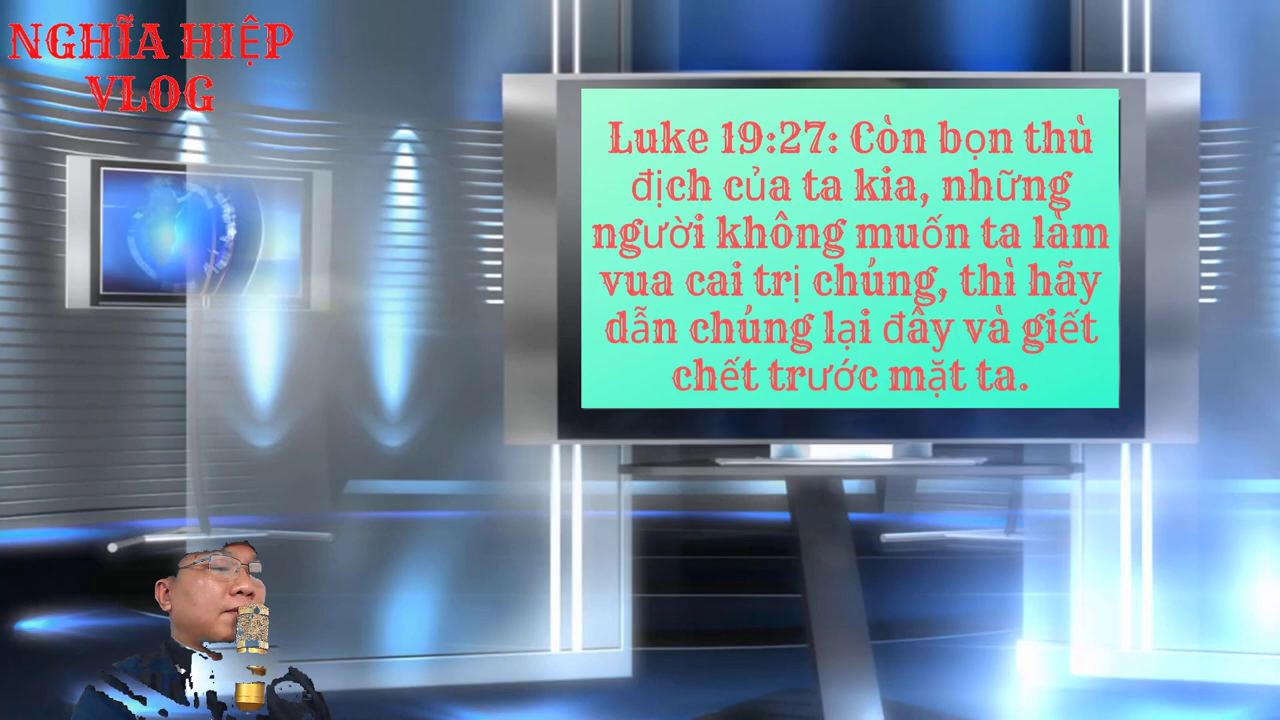 NGHĨA HIỆP
VLOG
Luke 19:27: Còn bọn thù
địch của ta kia, những
người không muốn ta làm
vua cai trị chúng, thì hãy
dẫn chúng lại đây và giết
chết trước mặt ta.